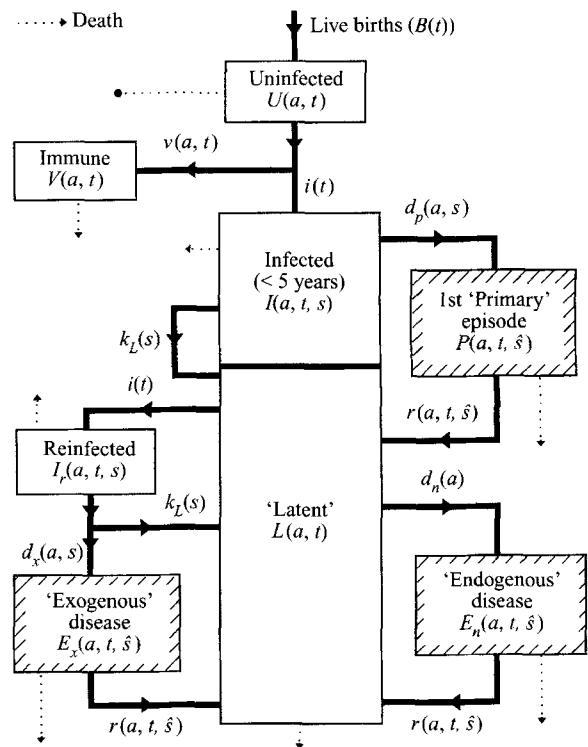 Death
Live births (B(t))
Uninfected
U(a, t)
v(a, t)
Immune
V(a, t)
i(t)
d_p(a, s)
Infected
(< 5 years)
I(a, t, s)
1st 'Primary'
episode
P(a, t, ŝ)
k_L(s)
i(t)
r(a, t, ŝ)
Reinfected
I_r(a, t, s)
k_L(s)
'Latent'
L(a, t)
d_n(a)
d_x(a, s)
'Exogenous'
disease
E_x(a, t, ŝ)
'Endogenous'
disease
E_n(a, t, ŝ)
r(a, t, ŝ)
r(a, t, ŝ)